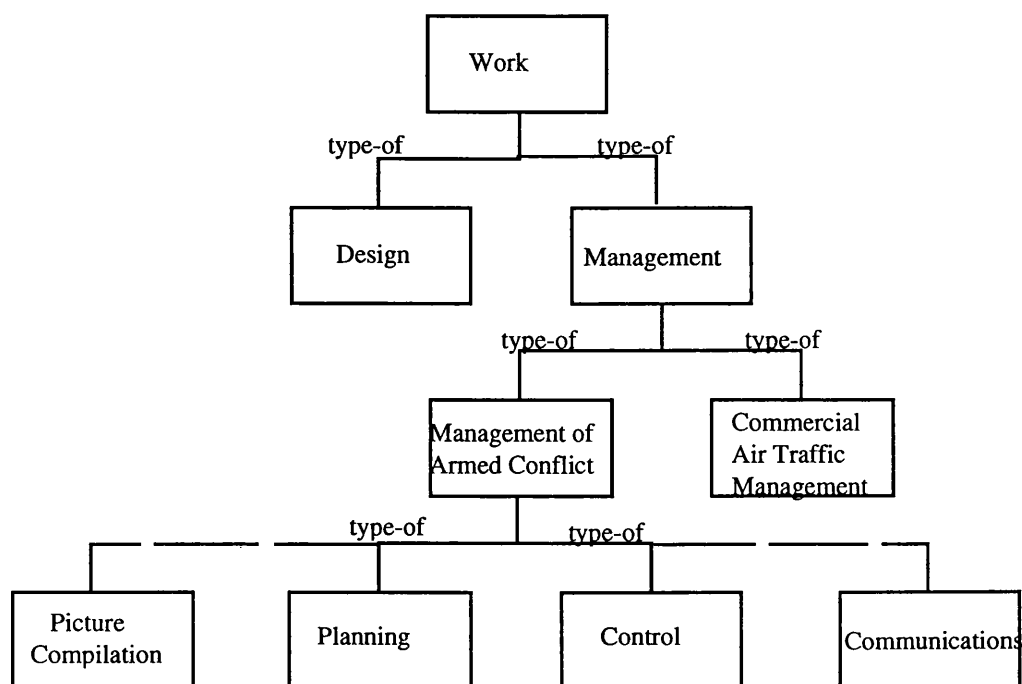 Work
type-of
type-of
Design
Management
type-of
type-of
Management of
Armed Conflict
Commercial
Air Traffic
Management
type-of
type-of
Picture
Compilation
Planning
Control
Communications